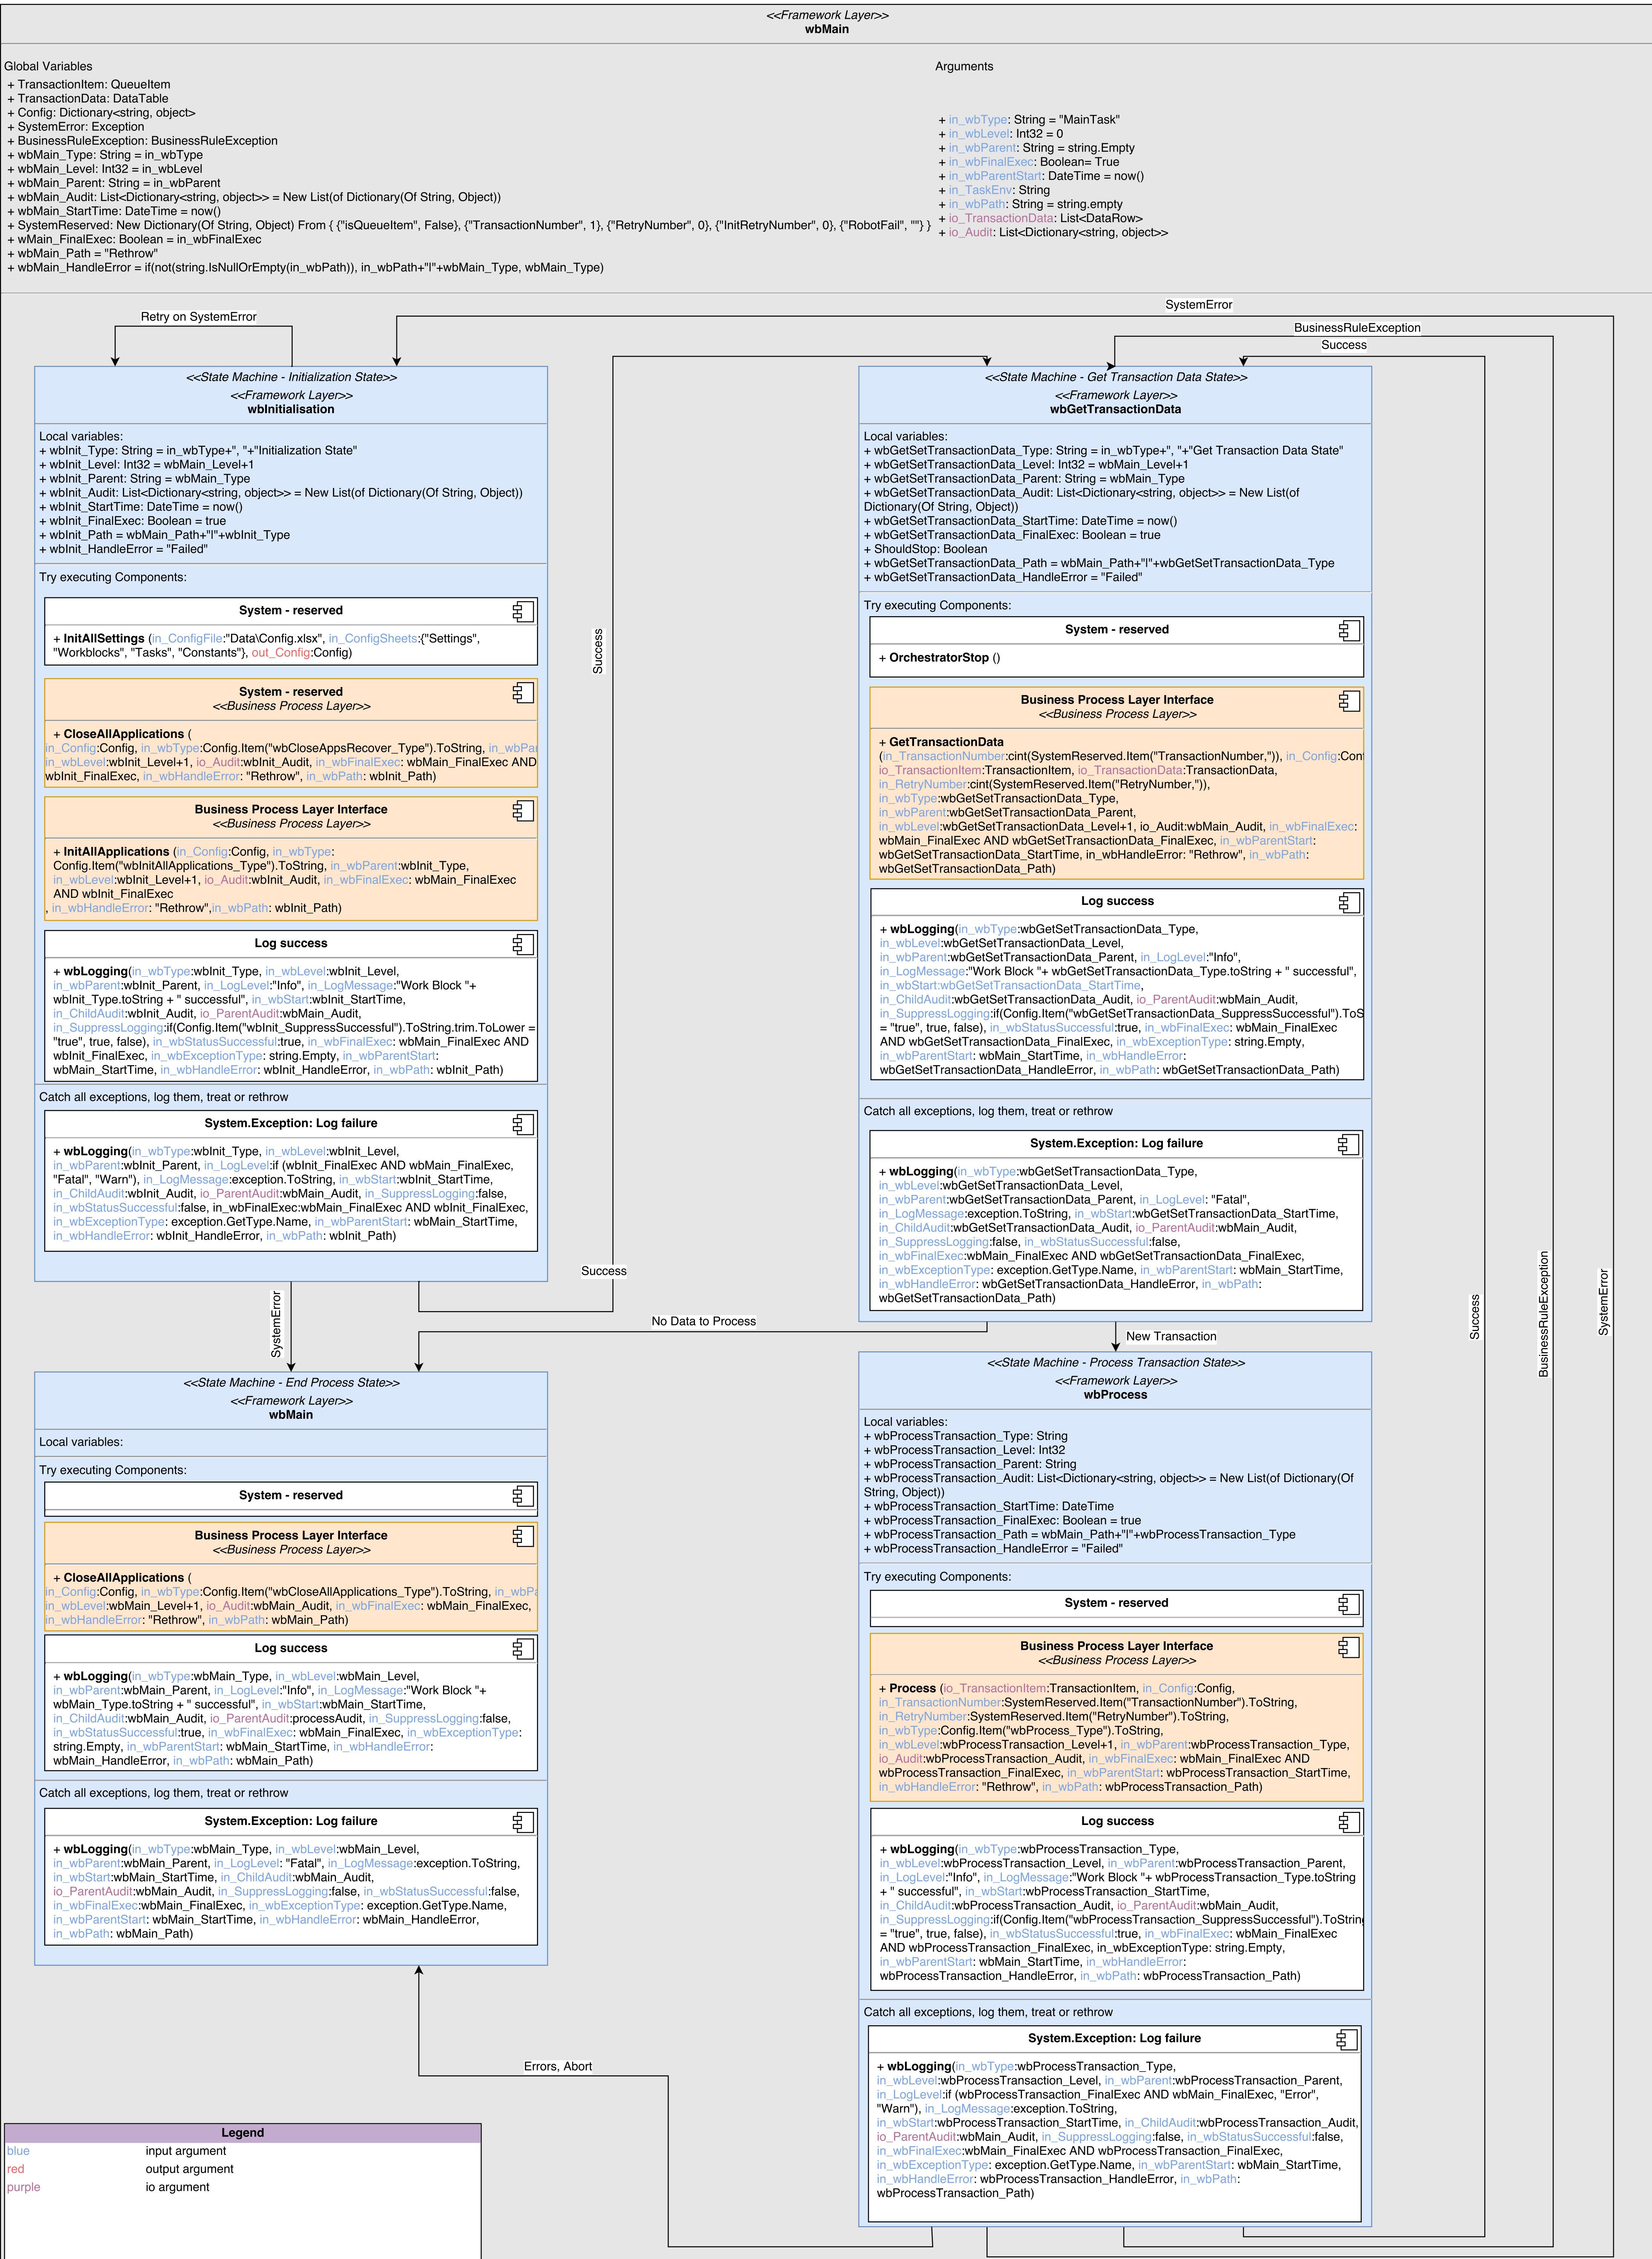 <<Framework Layer>>
wbMain
Global Variables
+ TransactionItem: QueueItem
+ TransactionData: DataTable
+ Config: Dictionary<string, object>
+ SystemError: Exception
+ BusinessRuleException: BusinessRuleException
+ wbMain_Type: String = in_wbType
+ wbMain_Level: Int32 = in_wbLevel
+ wbMain_Parent: String = in_wbParent
+ wbMain_Audit: List<Dictionary<string, object>> = New List(of Dictionary(Of String, Object))
+ wbMain_StartTime: DateTime = now()
+ SystemReserved: New Dictionary(Of String, Object) From { {"isQueueItem", False}, {"TransactionNumber", 1}, {"RetryNumber", 0}, {"InitRetryNumber", 0}, {"RobotFail", ""} }
+ wMain_FinalExec: Boolean = in_wbFinalExec
+ wbMain_Path = "Rethrow"
+ wbMain_HandleError = if(not(string.IsNullOrEmpty(in_wbPath)), in_wbPath+"|"+wbMain_Type, wbMain_Type)
Arguments
+ in_wbType: String = "MainTask"
+ in_wbLevel: Int32 = 0
+ in_wbParent: String = string.Empty
+ in_wbFinalExec: Boolean= True
+ in_wbParentStart: DateTime = now()
+ in_TaskEnv: String
+ in_wbPath: String = string.empty
+ io_TransactionData: List<DataRow>
+ io_Audit: List<Dictionary<string, object>>
SystemError
Retry on SystemError
BusinessRuleException
Success
<<State Machine - Initialization State>>
<<Framework Layer>>
wbInitialisation
Local variables:
+ wbInit_Type: String = in_wbType+", "+"Initialization State"
+ wbInit_Level: Int32 = wbMain_Level+1
+ wbInit_Parent: String = wbMain_Type
+ wbInit_Audit: List<Dictionary<string, object>> = New List(of Dictionary(Of String, Object))
+ wbInit_StartTime: DateTime = now()
+ wbInit_FinalExec: Boolean = true
+ wbInit_Path = wbMain_Path+"|"+wbInit_Type
+ wbInit_HandleError = "Failed"
Try executing Components:
System - reserved
+ InitAllSettings (in_ConfigFile:"Data\Config.xlsx", in_ConfigSheets:{"Settings",
"Workblocks", "Tasks", "Constants"}, out_Config:Config)
System - reserved
<<Business Process Layer>>
+ CloseAllApplications (
in_Config:Config, in_wbType:Config.Item("wbCloseAppsRecover_Type").ToString, in_wbPa
in_wbLevel:wbInit_Level+1, io_Audit:wbInit_Audit, in_wbFinalExec: wbMain_FinalExec AND
wbInit_FinalExec, in_wbHandleError: "Rethrow", in_wbPath: wbInit_Path)
Business Process Layer Interface
<<Business Process Layer>>
+ InitAllApplications (in_Config:Config, in_wbType:
Config.Item("wbInitAllApplications_Type").ToString, in_wbParent:wbInit_Type,
in_wbLevel:wbInit_Level+1, io_Audit:wbInit_Audit, in_wbFinalExec: wbMain_FinalExec
AND wbInit_FinalExec
, in_wbHandleError: "Rethrow",in_wbPath: wbInit_Path)
Log success
+ wbLogging(in_wbType:wbInit_Type, in_wbLevel:wbInit_Level,
in_wbParent:wbInit_Parent, in_LogLevel:"Info", in_LogMessage:"Work Block "+
wbInit_Type.toString + " successful", in_wbStart:wbInit_StartTime,
in_ChildAudit:wbInit_Audit, io_ParentAudit:wbMain_Audit,
in_SuppressLogging:if(Config.Item("wbInit_SuppressSuccessful").ToString.trim.ToLower =
"true", true, false), in_wbStatusSuccessful:true, in_wbFinalExec: wbMain_FinalExec AND
wbInit_FinalExec, in_wbExceptionType: string.Empty, in_wbParentStart:
wbMain_StartTime, in_wbHandleError: wbInit_HandleError, in_wbPath: wbInit_Path)
Catch all exceptions, log them, treat or rethrow
System.Exception: Log failure
+ wbLogging(in_wbType:wbInit_Type, in_wbLevel:wbInit_Level,
in_wbParent:wbInit_Parent, in_LogLevel:if (wbInit_FinalExec AND wbMain_FinalExec,
"Fatal", "Warn"), in_LogMessage:exception.ToString, in_wbStart:wbInit_StartTime,
in_ChildAudit:wbInit_Audit, io_ParentAudit:wbMain_Audit, in_SuppressLogging:false,
in_wbStatusSuccessful:false, in_wbFinalExec:wbMain_FinalExec AND wbInit_FinalExec,
in_wbExceptionType: exception.GetType.Name, in_wbParentStart: wbMain_StartTime,
in_wbHandleError: wbInit_HandleError, in_wbPath: wbInit_Path)
Success
Success
SystemError
No Data to Process
<<State Machine - Get Transaction Data State>>
<<Framework Layer>>
wbGetTransactionData
Local variables:
+ wbGetSetTransactionData_Type: String = in_wbType+", "+"Get Transaction Data State"
+ wbGetSetTransactionData_Level: Int32 = wbMain_Level+1
+ wbGetSetTransactionData_Parent: String = wbMain_Type
+ wbGetSetTransactionData_Audit: List<Dictionary<string, object>> = New List(of
Dictionary(Of String, Object))
+ wbGetSetTransactionData_StartTime: DateTime = now()
+ wbGetSetTransactionData_FinalExec: Boolean = true
+ ShouldStop: Boolean
+ wbGetSetTransactionData_Path = wbMain_Path+"|"+wbGetSetTransactionData_Type
+ wbGetSetTransactionData_HandleError = "Failed"
Try executing Components:
System - reserved
+ OrchestratorStop ()
Business Process Layer Interface
<<Business Process Layer>>
+ GetTransactionData
(in_TransactionNumber:cint(SystemReserved.Item("TransactionNumber,")), in_Config:Con
io_TransactionItem:TransactionItem, io_TransactionData:TransactionData,
in_RetryNumber:cint(SystemReserved.Item("RetryNumber,")),
in_wbType:wbGetSetTransactionData_Type,
in_wbParent:wbGetSetTransactionData_Parent,
in_wbLevel:wbGetSetTransactionData_Level+1, io_Audit:wbMain_Audit, in_wbFinalExec:
wbMain_FinalExec AND wbGetSetTransactionData_FinalExec, in_wbParentStart:
wbGetSetTransactionData_StartTime, in_wbHandleError: "Rethrow", in_wbPath:
wbGetSetTransactionData_Path)
Log success
+ wbLogging(in_wbType:wbGetSetTransactionData_Type,
in_wbLevel:wbGetSetTransactionData_Level,
in_wbParent:wbGetSetTransactionData_Parent, in_LogLevel:"Info",
in_LogMessage:"Work Block "+ wbGetSetTransactionData_Type.toString + " successful",
in_wbStart:wbGetSetTransactionData_StartTime,
in_ChildAudit:wbGetSetTransactionData_Audit, io_ParentAudit:wbMain_Audit,
in_SuppressLogging:if(Config.Item("wbGetSetTransactionData_SuppressSuccessful").ToS
= "true", true, false), in_wbStatusSuccessful:true, in_wbFinalExec: wbMain_FinalExec
AND wbGetSetTransactionData_FinalExec, in_wbExceptionType: string.Empty,
in_wbParentStart: wbMain_StartTime, in_wbHandleError:
wbGetSetTransactionData_HandleError, in_wbPath: wbGetSetTransactionData_Path)
Catch all exceptions, log them, treat or rethrow
System.Exception: Log failure
+ wbLogging(in_wbType:wbGetSetTransactionData_Type,
in_wbLevel:wbGetSetTransactionData_Level,
in_wbParent:wbGetSetTransactionData_Parent, in_LogLevel: "Fatal",
in_LogMessage:exception.ToString, in_wbStart:wbGetSetTransactionData_StartTime,
in_ChildAudit:wbGetSetTransactionData_Audit, io_ParentAudit:wbMain_Audit,
in_SuppressLogging:false, in_wbStatusSuccessful:false,
in_wbFinalExec:wbMain_FinalExec AND wbGetSetTransactionData_FinalExec,
in_wbExceptionType: exception.GetType.Name, in_wbParentStart: wbMain_StartTime,
in_wbHandleError: wbGetSetTransactionData_HandleError, in_wbPath:
wbGetSetTransactionData_Path)
New Transaction
Success
BusinessRuleException
SystemError
<<State Machine - End Process State>>
<<Framework Layer>>
wbMain
Local variables:
Try executing Components:
System - reserved
Business Process Layer Interface
<<Business Process Layer>>
+ CloseAllApplications (
in_Config:Config, in_wbType:Config.Item("wbCloseAllApplications_Type").ToString, in_wbPa
in_wbLevel:wbMain_Level+1, io_Audit:wbMain_Audit, in_wbFinalExec: wbMain_FinalExec,
in_wbHandleError: "Rethrow", in_wbPath: wbMain_Path)
Log success
+ wbLogging(in_wbType:wbMain_Type, in_wbLevel:wbMain_Level,
in_wbParent:wbMain_Parent, in_LogLevel:"Info", in_LogMessage:"Work Block "+
wbMain_Type.toString + " successful", in_wbStart:wbMain_StartTime,
in_ChildAudit:wbMain_Audit, io_ParentAudit:processAudit, in_SuppressLogging:false,
in_wbStatusSuccessful:true, in_wbFinalExec: wbMain_FinalExec, in_wbExceptionType:
string.Empty, in_wbParentStart: wbMain_StartTime, in_wbHandleError:
wbMain_HandleError, in_wbPath: wbMain_Path)
Catch all exceptions, log them, treat or rethrow
System.Exception: Log failure
+ wbLogging(in_wbType:wbMain_Type, in_wbLevel:wbMain_Level,
in_wbParent:wbMain_Parent, in_LogLevel: "Fatal", in_LogMessage:exception.ToString,
in_wbStart:wbMain_StartTime, in_ChildAudit:wbMain_Audit,
io_ParentAudit:wbMain_Audit, in_SuppressLogging:false, in_wbStatusSuccessful:false,
in_wbFinalExec:wbMain_FinalExec, in_wbExceptionType: exception.GetType.Name,
in_wbParentStart: wbMain_StartTime, in_wbHandleError: wbMain_HandleError,
in_wbPath: wbMain_Path)
<<State Machine - Process Transaction State>>
<<Framework Layer>>
wbProcess
Local variables:
+ wbProcessTransaction_Type: String
+ wbProcessTransaction_Level: Int32
+ wbProcessTransaction_Parent: String
+ wbProcessTransaction_Audit: List<Dictionary<string, object>> = New List(of Dictionary(Of
String, Object))
+ wbProcessTransaction_StartTime: DateTime
+ wbProcessTransaction_FinalExec: Boolean = true
+ wbProcessTransaction_Path = wbMain_Path+"|"+wbProcessTransaction_Type
+ wbProcessTransaction_HandleError = "Failed"
Try executing Components:
System - reserved
Business Process Layer Interface
<<Business Process Layer>>
+ Process (io_TransactionItem:TransactionItem, in_Config:Config,
in_TransactionNumber:SystemReserved.Item("TransactionNumber").ToString,
in_RetryNumber:SystemReserved.Item("RetryNumber").ToString,
in_wbType:Config.Item("wbProcess_Type").ToString,
in_wbLevel:wbProcessTransaction_Level+1, in_wbParent:wbProcessTransaction_Type,
io_Audit:wbProcessTransaction_Audit, in_wbFinalExec: wbMain_FinalExec AND
wbProcessTransaction_FinalExec, in_wbParentStart: wbProcessTransaction_StartTime,
in_wbHandleError: "Rethrow", in_wbPath: wbProcessTransaction_Path)
Log success
+ wbLogging(in_wbType:wbProcessTransaction_Type,
in_wbLevel:wbProcessTransaction_Level, in_wbParent:wbProcessTransaction_Parent,
in_LogLevel:"Info", in_LogMessage:"Work Block "+ wbProcessTransaction_Type.toString
+ " successful", in_wbStart:wbProcessTransaction_StartTime,
in_ChildAudit:wbProcessTransaction_Audit, io_ParentAudit:wbMain_Audit,
in_SuppressLogging:if(Config.Item("wbProcessTransaction_SuppressSuccessful").ToString
= "true", true, false), in_wbStatusSuccessful:true, in_wbFinalExec: wbMain_FinalExec
AND wbProcessTransaction_FinalExec, in_wbExceptionType: string.Empty,
in_wbParentStart: wbMain_StartTime, in_wbHandleError:
wbProcessTransaction_HandleError, in_wbPath: wbProcessTransaction_Path)
Catch all exceptions, log them, treat or rethrow
System.Exception: Log failure
+ wbLogging(in_wbType:wbProcessTransaction_Type,
in_wbLevel:wbProcessTransaction_Level, in_wbParent:wbProcessTransaction_Parent,
in_LogLevel:if (wbProcessTransaction_FinalExec AND wbMain_FinalExec, "Error",
"Warn"), in_LogMessage:exception.ToString,
in_wbStart:wbProcessTransaction_StartTime, in_ChildAudit:wbProcessTransaction_Audit,
io_ParentAudit:wbMain_Audit, in_SuppressLogging:false, in_wbStatusSuccessful:false,
in_wbFinalExec:wbMain_FinalExec AND wbProcessTransaction_FinalExec,
in_wbExceptionType: exception.GetType.Name, in_wbParentStart: wbMain_StartTime,
in_wbHandleError: wbProcessTransaction_HandleError, in_wbPath:
wbProcessTransaction_Path)
Errors, Abort
Legend
blue input argument
red output argument
purple io argument